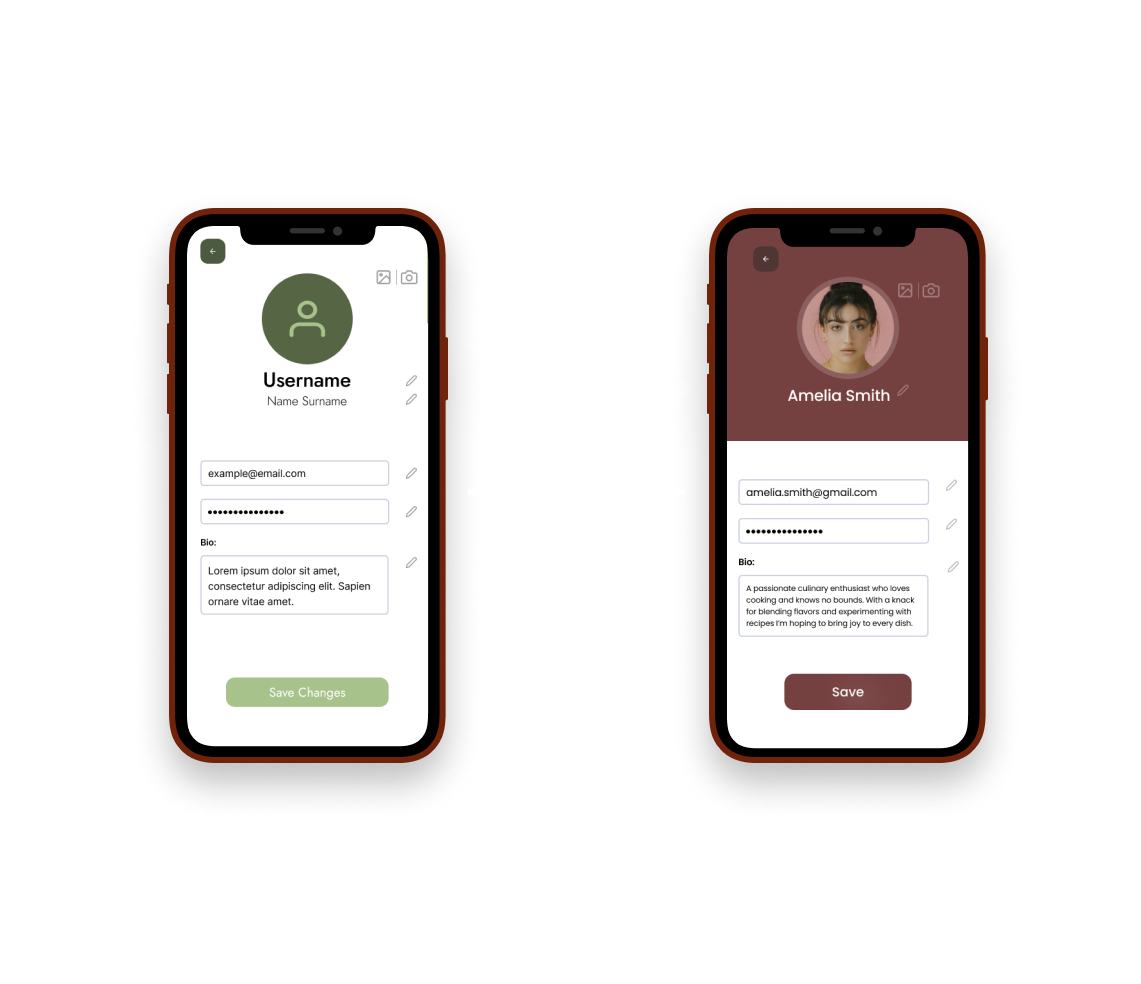 Username
Name Surname
example@email.com
•••••••••••••••
Bio:
Lorem ipsum dolor sit amet,
consectetur adipiscing elit. Sapien
ornare vitae amet.
Save Changes
Amelia Smith
amelia.smith@gmail.com
•••••••••••••••
Bio:
A passionate culinary enthusiast who loves
cooking and knows no bounds. With a knack
for blending flavors and experimenting with
recipes I'm hoping to bring joy to every dish.
Save